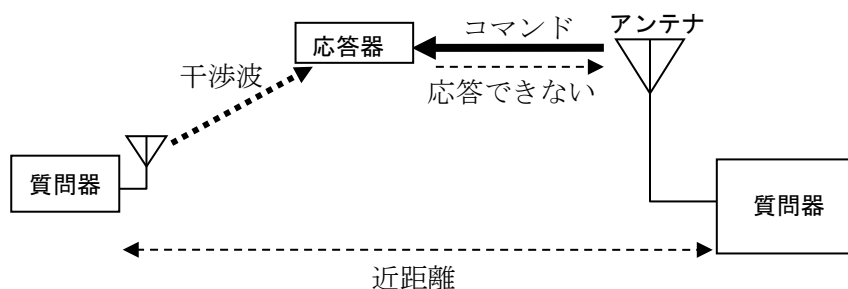 コマンド
アンテナ
応答器
干渉波
応答できない
質問器
質問器
近距離